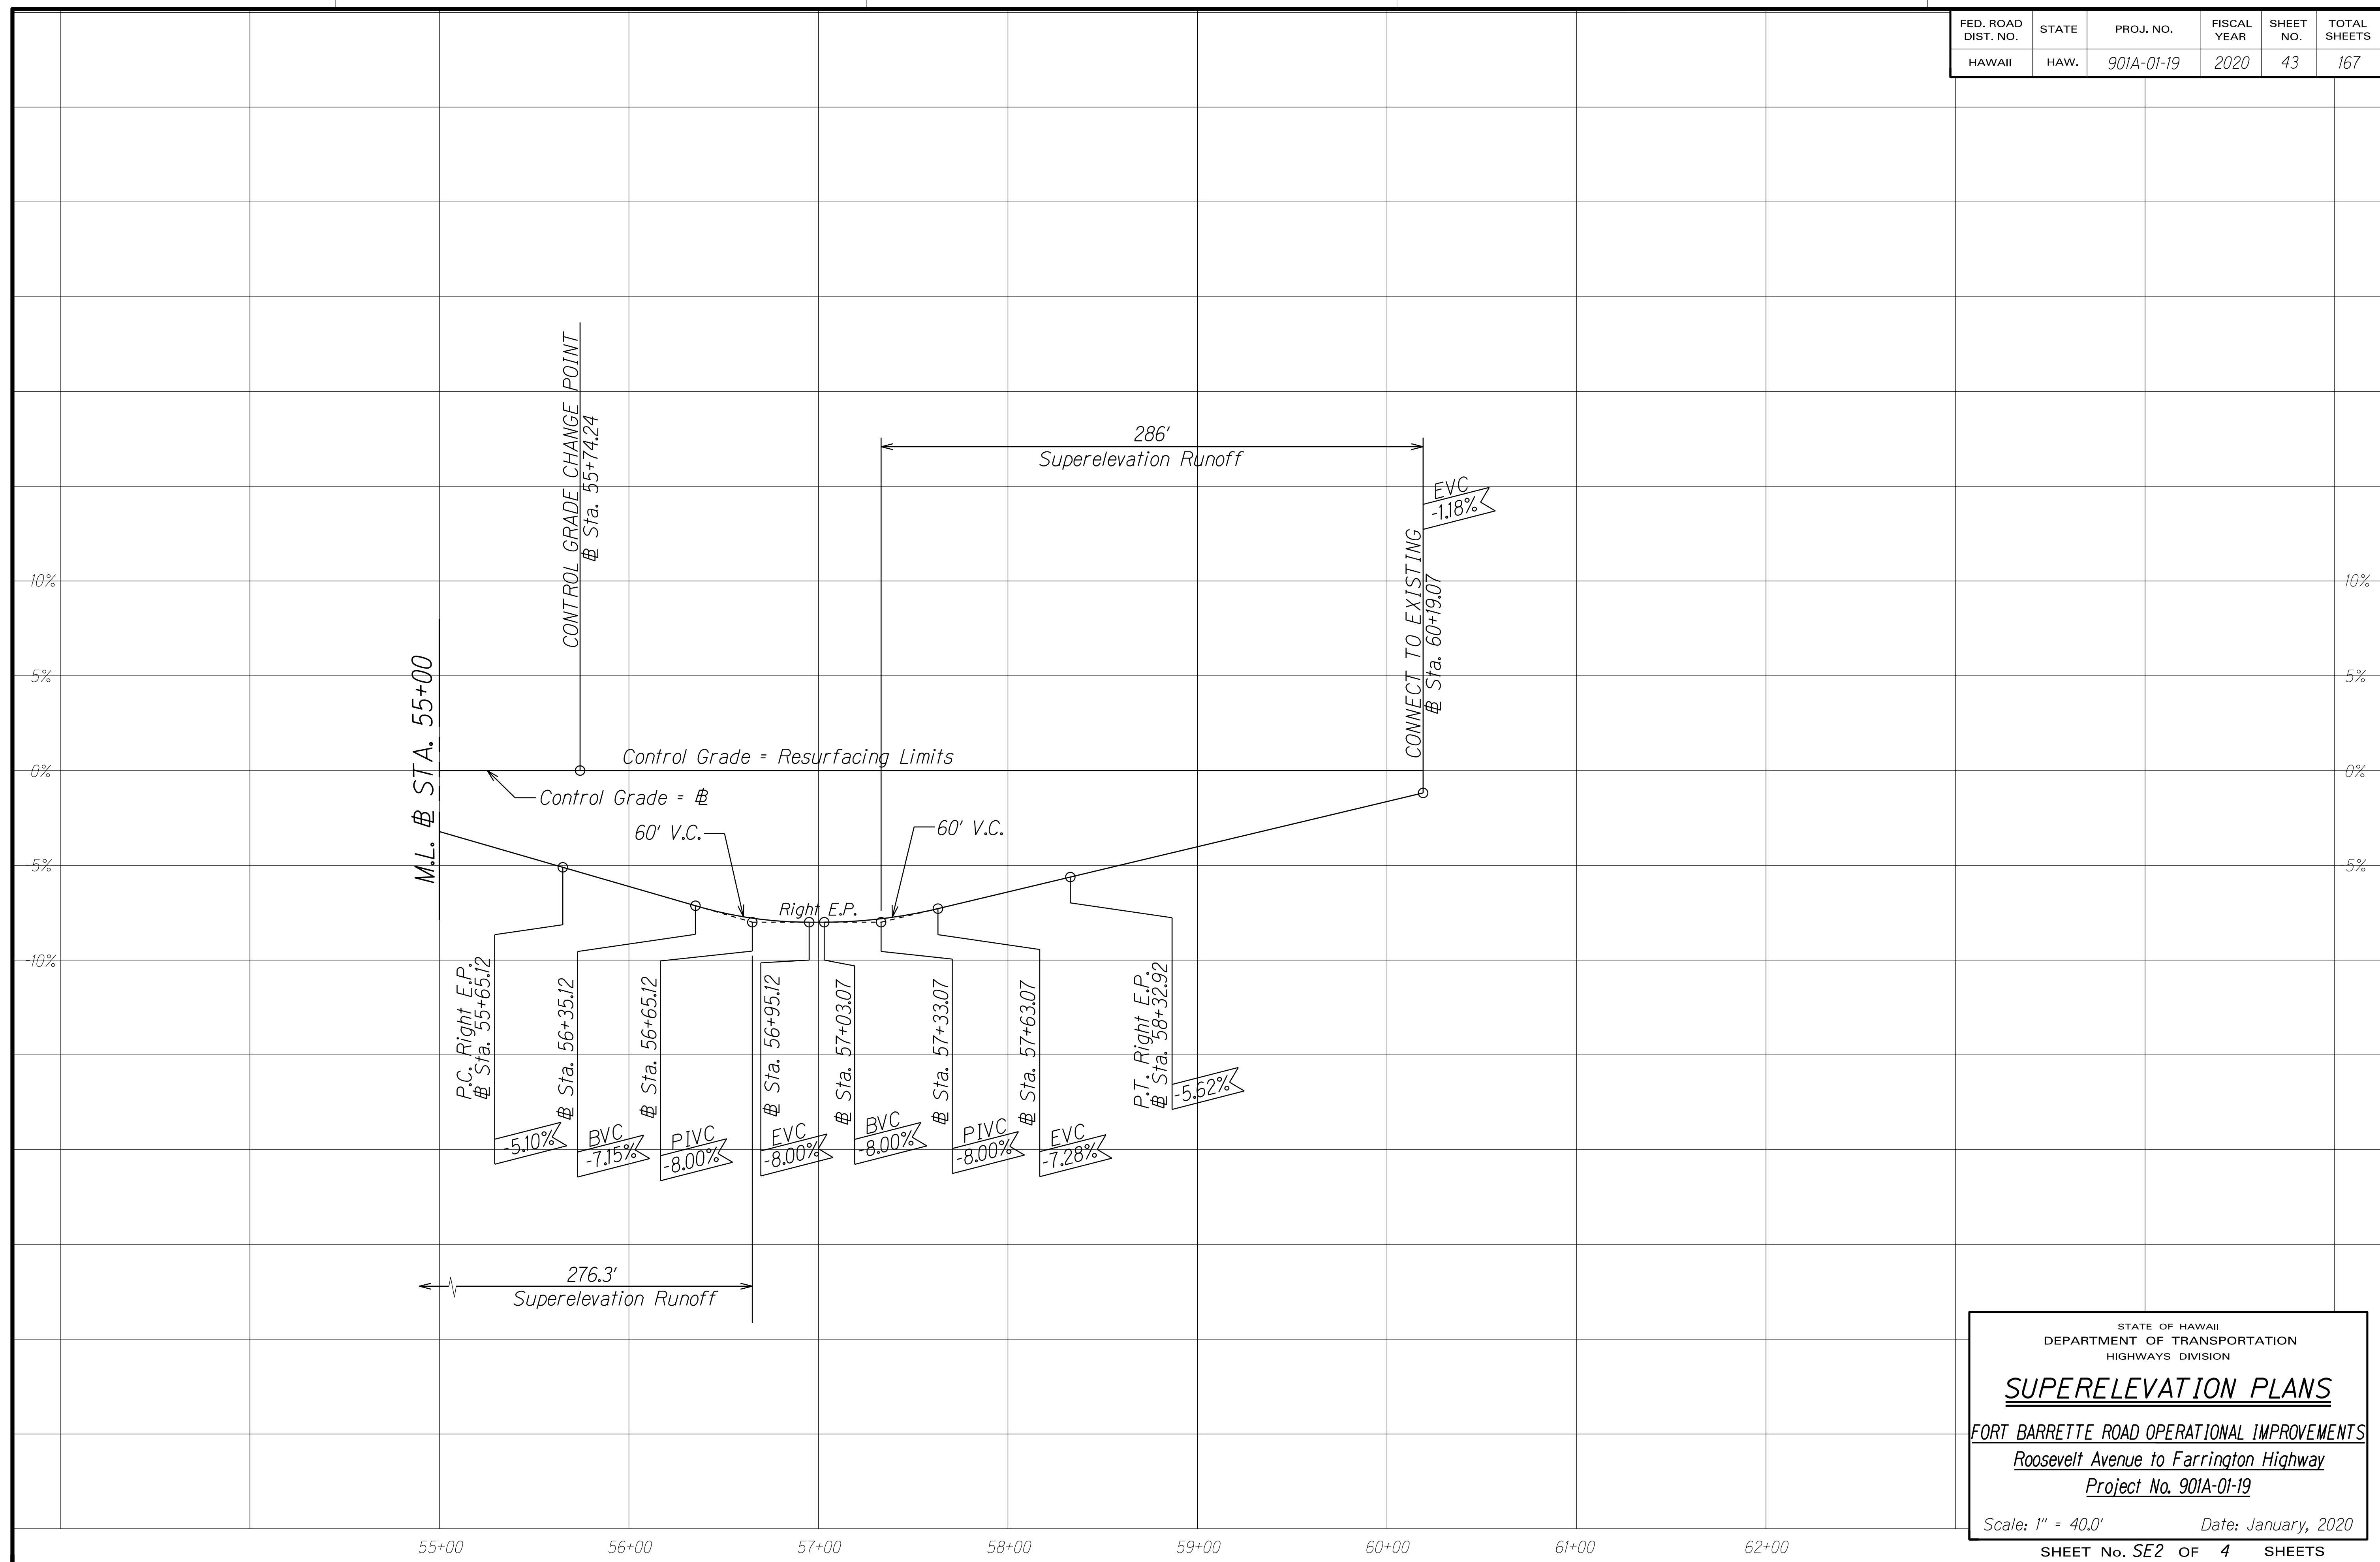 FED. ROAD DIST. NO. STATE PROJ. NO. FISCAL YEAR SHEET NO. TOTAL SHEETS
HAWAII HAW. 901A-01-19 2020 43 167
CONTROL GRADE CHANGE POINT
℄ Sta. 55+74.24
286'
Superelevation Runoff
EVC
-1.18%
CONNECT TO EXISTING
Sta. 60+19.07
10%
10%
5%
5%
0%
0%
-5%
-5%
-10%
M.L. STA. 55+00
Control Grade = Resurfacing Limits
Control Grade =
60' V.C.
60' V.C.
Right E.P.
P.C. Right E.P.
Sta. 55+65.12
-5.10%
Sta. 56+35.12
BVC
-7.15%
Sta. 56+65.12
PIVC
-8.00%
Sta. 56+95.12
EVC
-8.00%
Sta. 57+03.07
BVC
-8.00%
Sta. 57+33.07
PIVC
-8.00%
Sta. 57+63.07
EVC
-7.28%
P.T. Right E.P.
Sta. 58+32.92
-5.62%
276.3'
Superelevation Runoff
55+00 56+00 57+00 58+00 59+00 60+00 61+00 62+00
STATE OF HAWAII
DEPARTMENT OF TRANSPORTATION
HIGHWAYS DIVISION
SUPERELEVATION PLANS
FORT BARRETTE ROAD OPERATIONAL IMPROVEMENTS
Roosevelt Avenue to Farrington Highway
Project No. 901A-01-19
Scale: 1" = 40.0' Date: January, 2020
SHEET No. SE2 OF 4 SHEETS